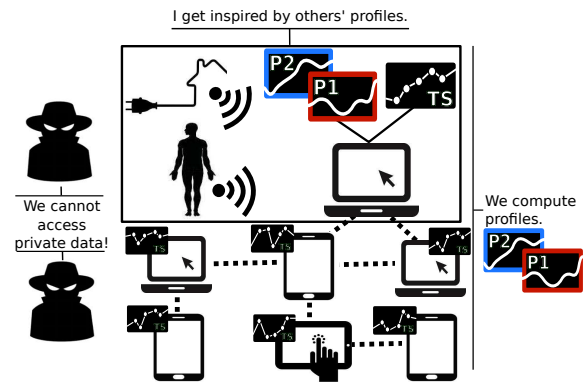 I get inspired by others' profiles.
P2
P1
TS
We cannot
access
private data!
We compute
profiles.
P2
P1
TS
TS
TS
TS
TS
TS